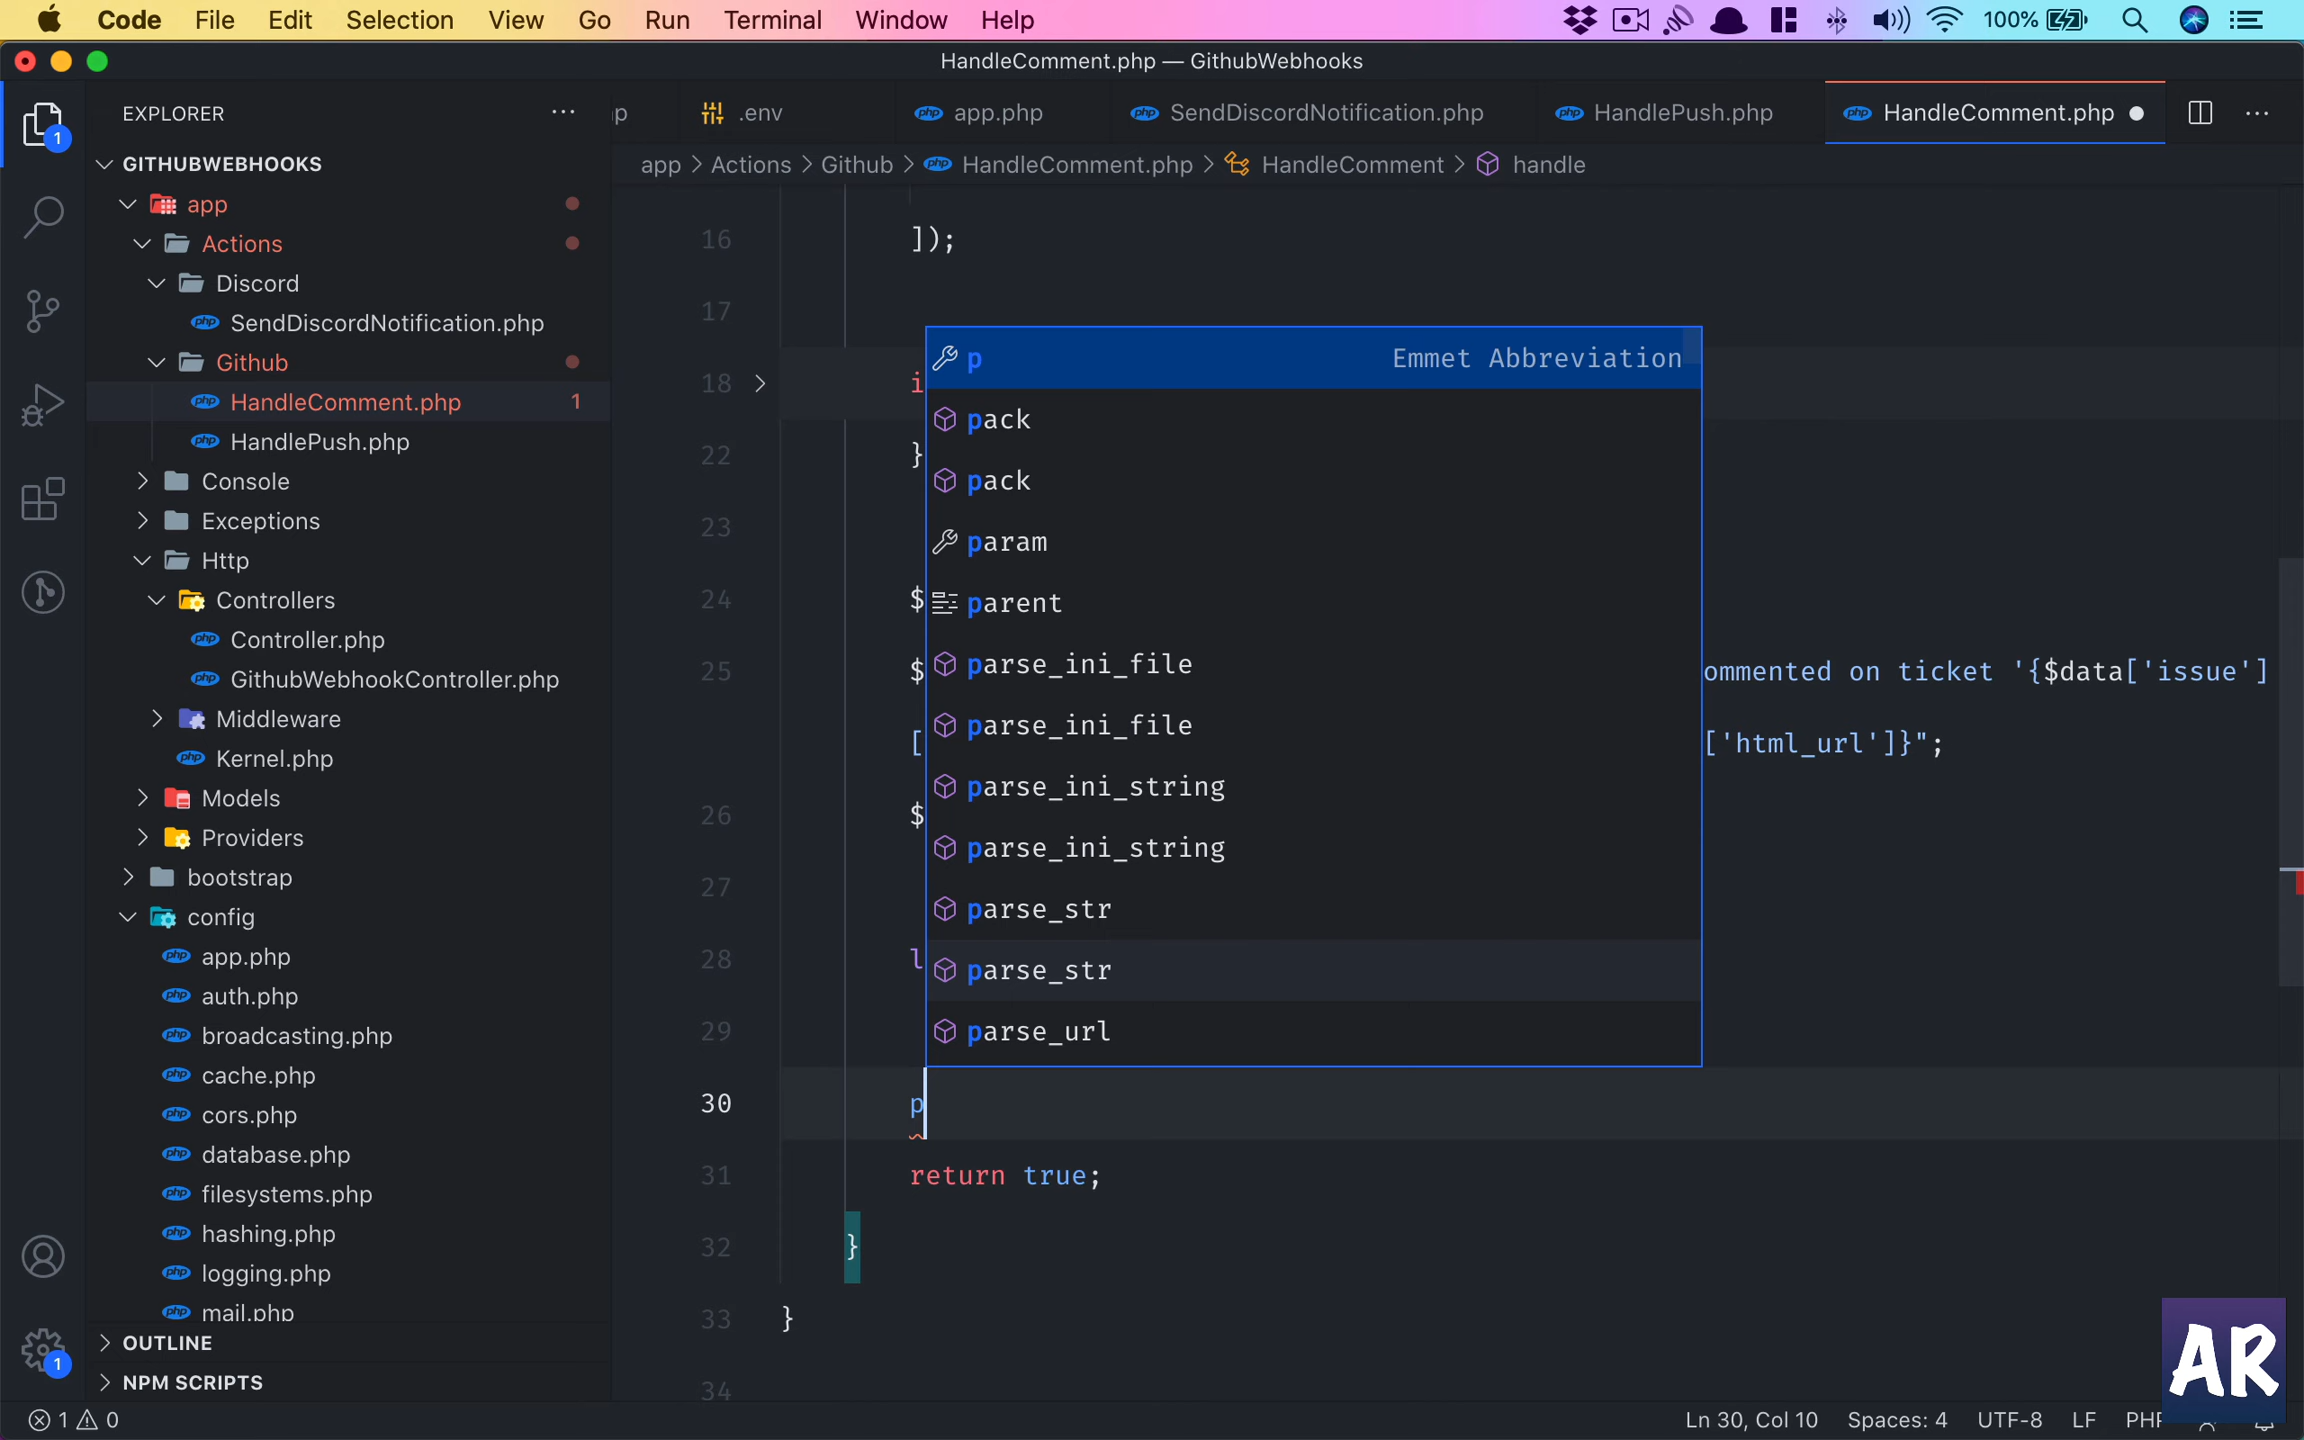 Code File Edit Selection View Go Run Terminal Window Help 100%
HandleComment.php — GithubWebhooks
EXPLORER
GITHUBWEBHOOKS
app
Actions
Discord
SendDiscordNotification.php
Github
HandleComment.php 1
HandlePush.php
Console
Exceptions
Http
Controllers
Controller.php
GithubWebhookController.php
Middleware
Kernel.php
Models
Providers
bootstrap
config
app.php
auth.php
broadcasting.php
cache.php
cors.php
database.php
filesystems.php
hashing.php
logging.php
mail.php
OUTLINE
NPM SCRIPTS
1
1
.env app.php SendDiscordNotification.php HandlePush.php HandleComment.php
app > Actions > Github > HandleComment.php > HandleComment > handle
16 ]);
17
18 i
22 }
23
24 $
25 $ ommented on ticket '{$data['issue']
[ ['html_url']}";
26 $
27
28 l
29
30 p
31 return true;
32 }
33 }
34
p Emmet Abbreviation
pack
pack
param
parent
parse_ini_file
parse_ini_file
parse_ini_string
parse_ini_string
parse_str
parse_str
parse_url
AR
1 0 Ln 30, Col 10 Spaces: 4 UTF-8 LF